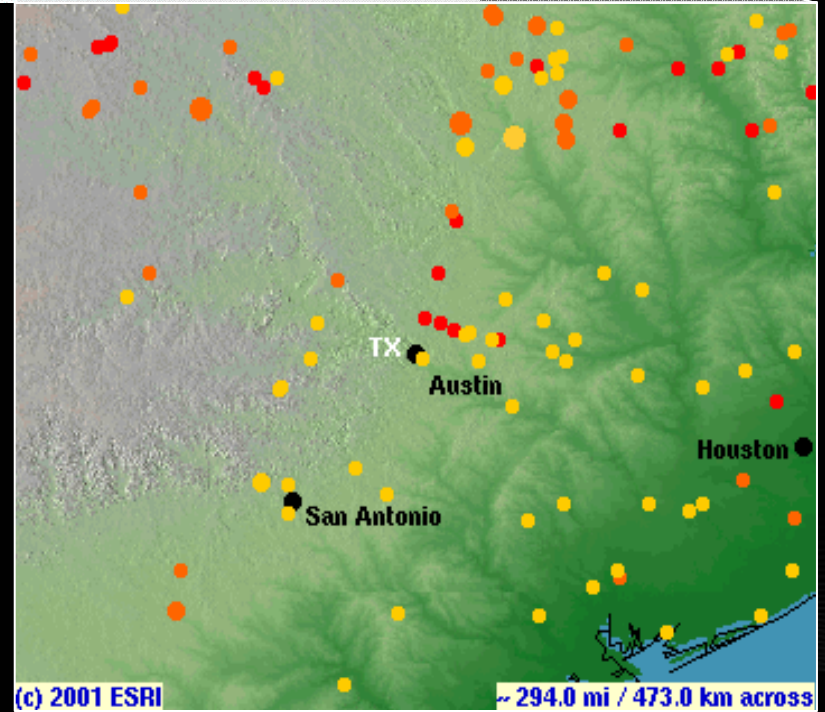 TX
Austin
Houston
San Antonio
(c) 2001 ESRI
~ 294.0 mi / 473.0 km across